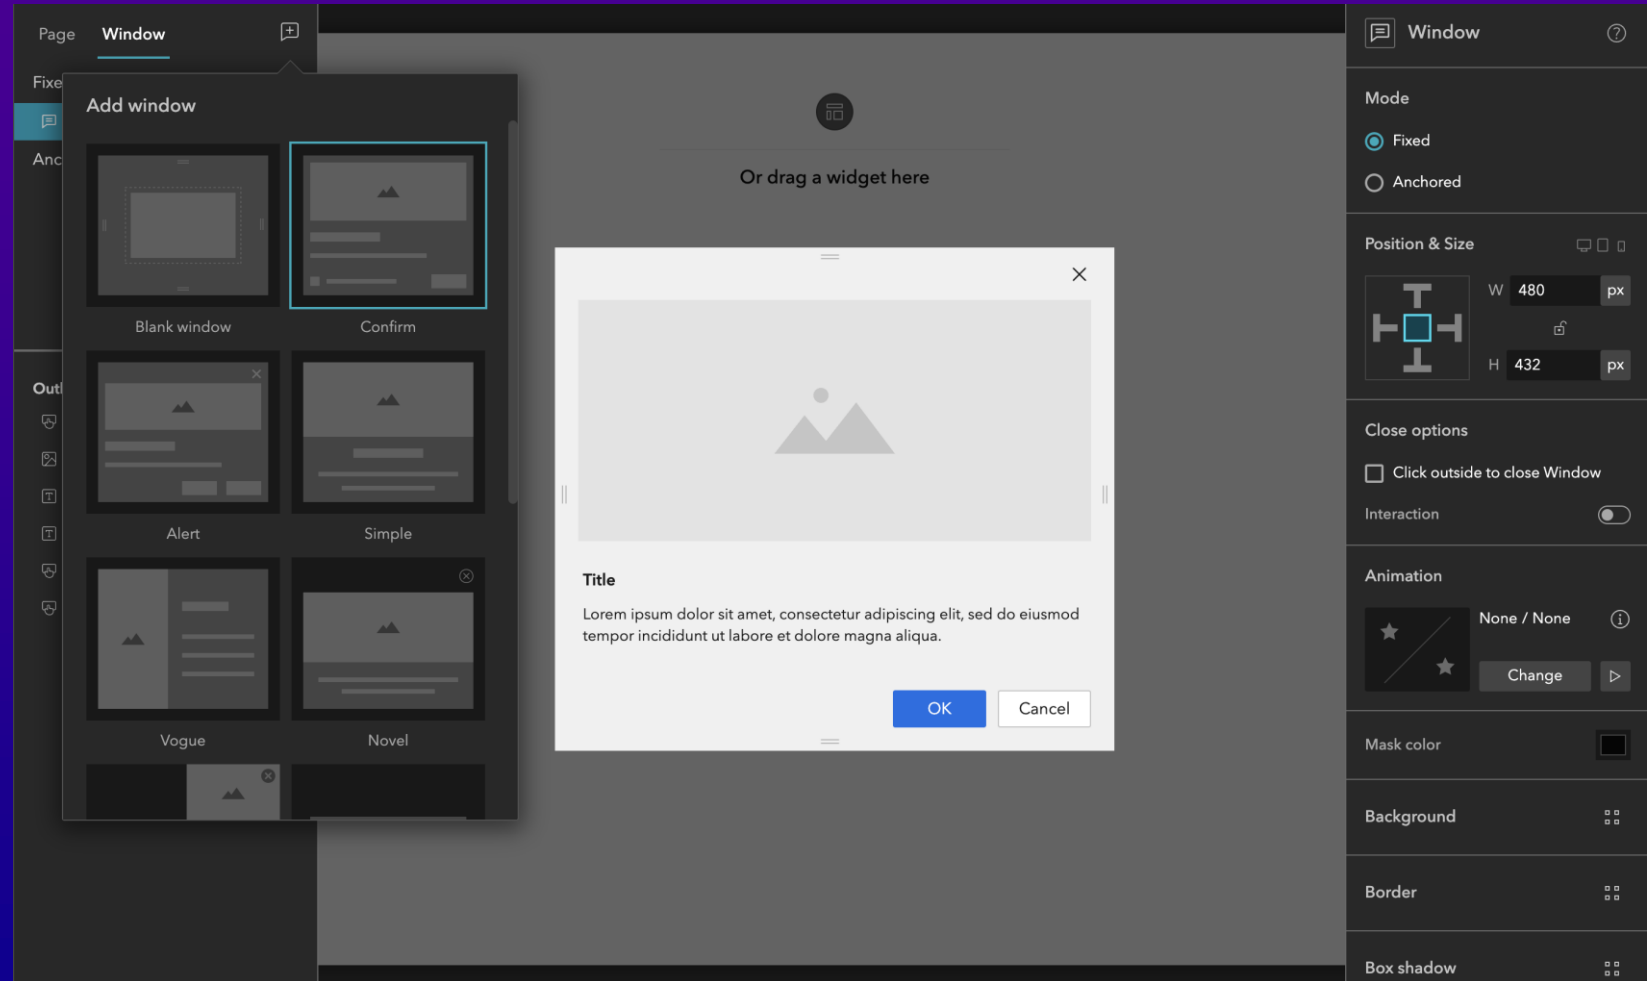 Page
Window
Add window
Blank window
Confirm
Alert
Simple
Vogue
Novel
Or drag a widget here
Title
Lorem ipsum dolor sit amet, consectetur adipiscing elit, sed do eiusmod
tempor incididunt ut labore et dolore magna aliqua.
OK
Cancel
Window
Mode
Fixed
Anchored
Position & Size
W 480 px
H 432 px
Close options
Click outside to close Window
Interaction
Animation
None / None
Change
Mask color
Background
Border
Box shadow